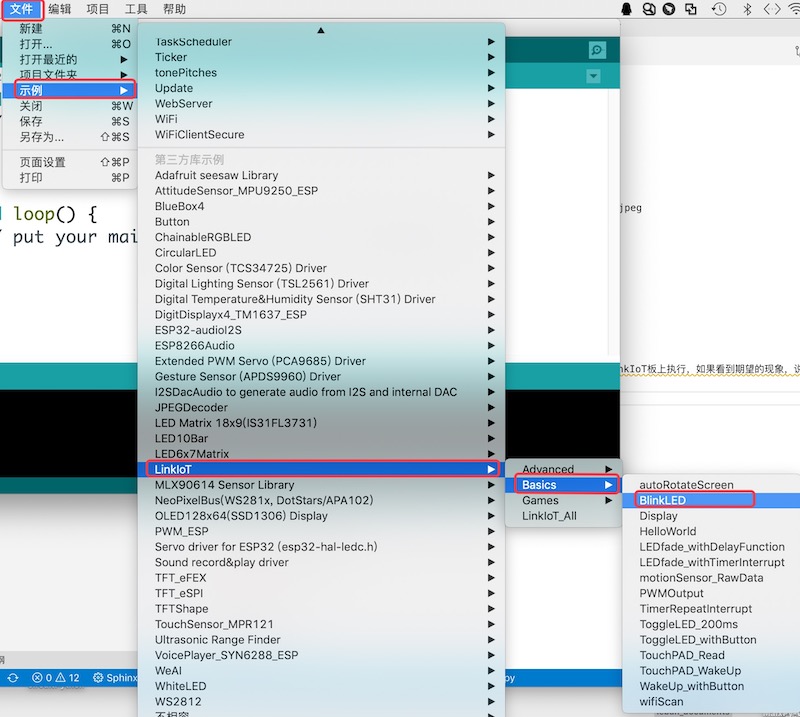 文件 编辑 项目 工具 帮助
新建 ⌘N
打开... ⌘O
打开最近的 ▶
项目文件夹 ▶
示例 ▶
关闭 ⌘W
保存 ⌘S
另存为... ⇧⌘S
页面设置 ⇧⌘P
打印 ⌘P
loop() {
put your mai
TaskScheduler
Ticker
tonePitches
Update
WebServer
WiFi
WiFiClientSecure
第三方库示例
Adafruit seesaw Library
AttitudeSensor_MPU9250_ESP
BlueBox4
Button
ChainableRGBLED
CircularLED
Color Sensor (TCS34725) Driver
Digital Lighting Sensor (TSL2561) Driver
Digital Temperature&Humidity Sensor (SHT31) Driver
DigitDisplayx4_TM1637_ESP
ESP32-audioI2S
ESP8266Audio
Extended PWM Servo (PCA9685) Driver
Gesture Sensor (APDS9960) Driver
I2SDacAudio to generate audio from I2S and internal DAC
JPEGDecoder
LED Matrix 18x9(IS31FL3731)
LED10Bar
LED6x7Matrix
LinkIoT
MLX90614 Sensor Library
NeoPixelBus(WS281x, DotStars/APA102)
OLED128x64(SSD1306) Display
PWM_ESP
Servo driver for ESP32 (esp32-hal-ledc.h)
Sound record&play driver
TFT_eFEX
TFT_eSPI
TFTShape
TouchSensor_MPR121
Ultrasonic Range Finder
VoicePlayer_SYN6288_ESP
WeAI
WhiteLED
WS2812
Advanced
Basics
Games
LinkIoT_All
autoRotateScreen
BlinkLED
Display
HelloWorld
LEDfade_withDelayFunction
LEDfade_withTimerInterrupt
motionSensor_RawData
PWMOutput
TimerRepeatInterrupt
ToggleLED_200ms
ToggleLED_withButton
TouchPAD_Read
TouchPAD_WakeUp
WakeUp_withButton
wifiScan
jpeg
nkIoT板上执行，如果看到期望的现象，说
0 12 Sphinx